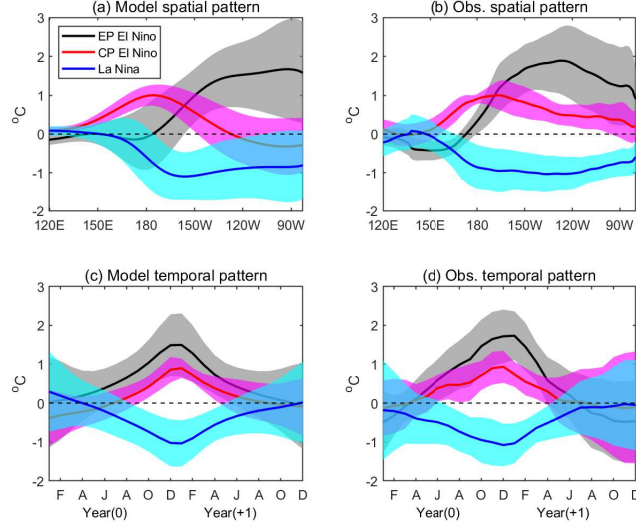 (a) Model spatial pattern
(b) Obs. spatial pattern
EP El Nino
CP El Nino
La Nina
°C
3
2
1
0
-1
-2
120E 150E 180 150W 120W 90W
3
2
1
0
-1
-2
120E 150E 180 150W 120W 90W
(c) Model temporal pattern
(d) Obs. temporal pattern
°C
3
2
1
0
-1
-2
F A J A O D F A J A O D
Year(0) Year(+1)
°C
3
2
1
0
-1
-2
F A J A O D F A J A O D
Year(0) Year(+1)